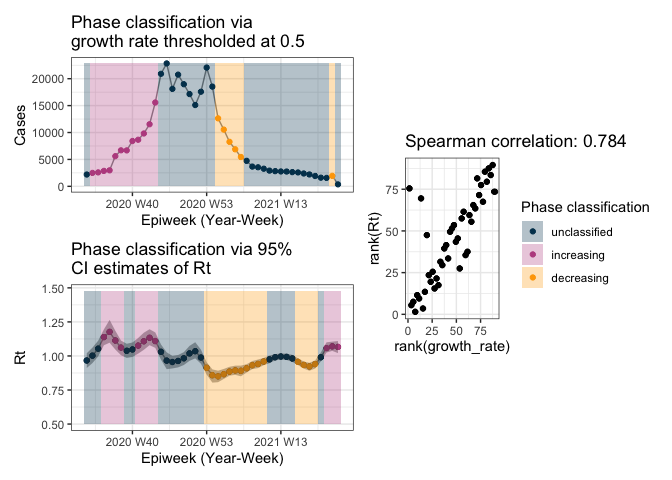 Phase classification via
growth rate thresholded at 0.5
20000
15000
10000
5000
0
Cases
2020 W40
2020 W53
2021 W13
Epiweek (Year-Week)
Phase classification via 95%
CI estimates of Rt
1.50
1.25
1.00
0.75
0.50
Rt
2020 W40
2020 W53
2021 W13
Epiweek (Year-Week)
Spearman correlation: 0.784
75
50
25
0
rank(Rt)
0
25
50
75
rank(growth_rate)
Phase classification
unclassified
increasing
decreasing